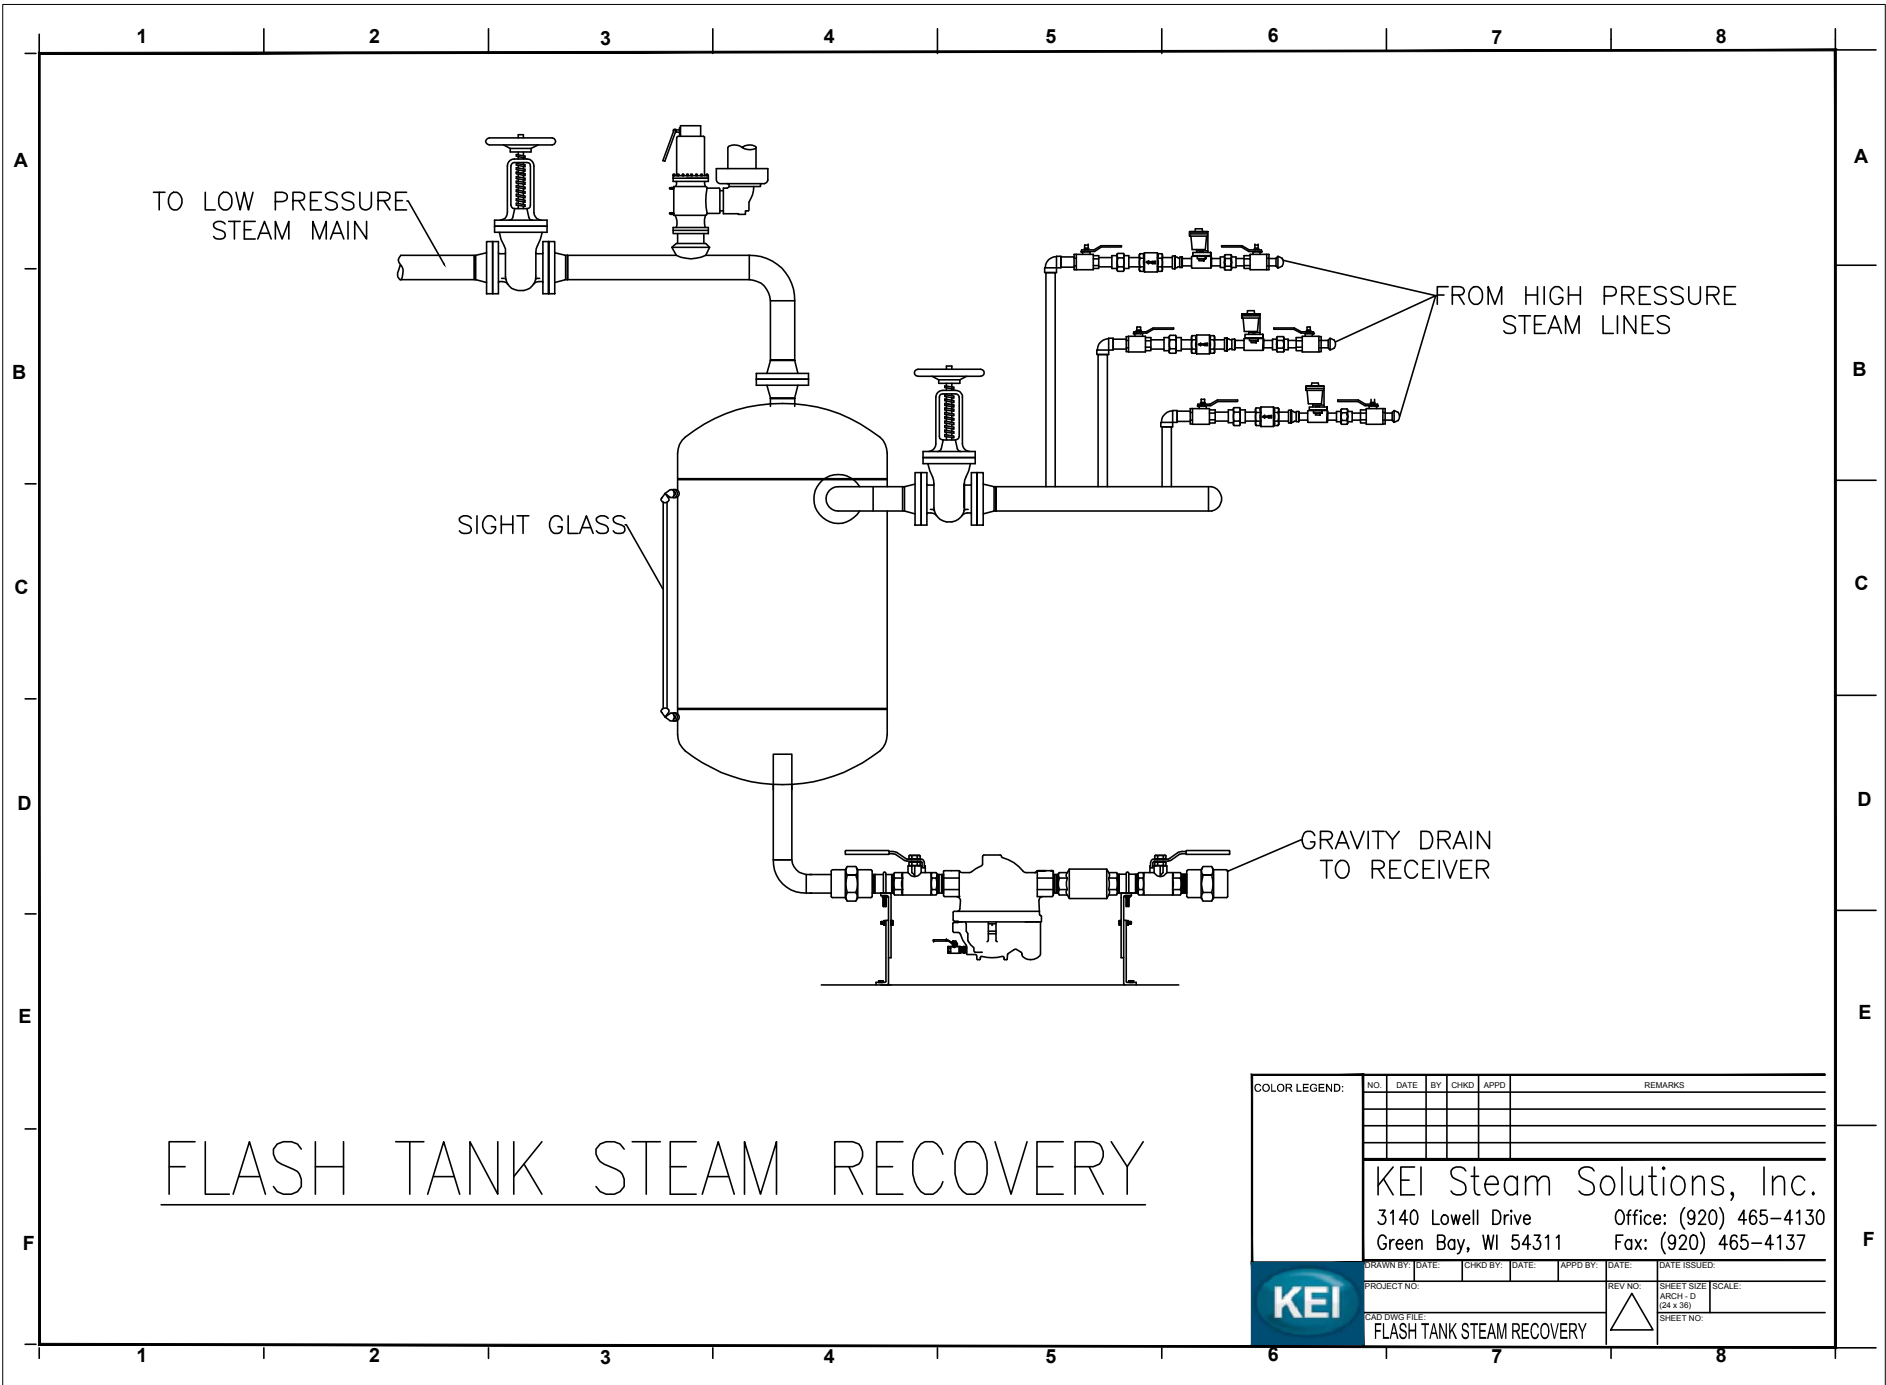 1 2 3 4 5 6 7 8
A A
TO LOW PRESSURE
STEAM MAIN
FROM HIGH PRESSURE
STEAM LINES
B B
SIGHT GLASS
C C
D D
GRAVITY DRAIN
TO RECEIVER
E E
FLASH TANK STEAM RECOVERY
COLOR LEGEND:
NO. DATE BY CHKD APPD REMARKS
KEI Steam Solutions, Inc.
3140 Lowell Drive Office: (920) 465-4130
Green Bay, WI 54311 Fax: (920) 465-4137
F F
DRAWN BY: DATE: CHKD BY: DATE: APPD BY: DATE: DATE ISSUED:
PROJECT NO: REV NO: SHEET SIZE SCALE:
ARCH - D
(24 x 36)
KEI
CAD DWG FILE: SHEET NO:
FLASH TANK STEAM RECOVERY
1 2 3 4 5 6 7 8